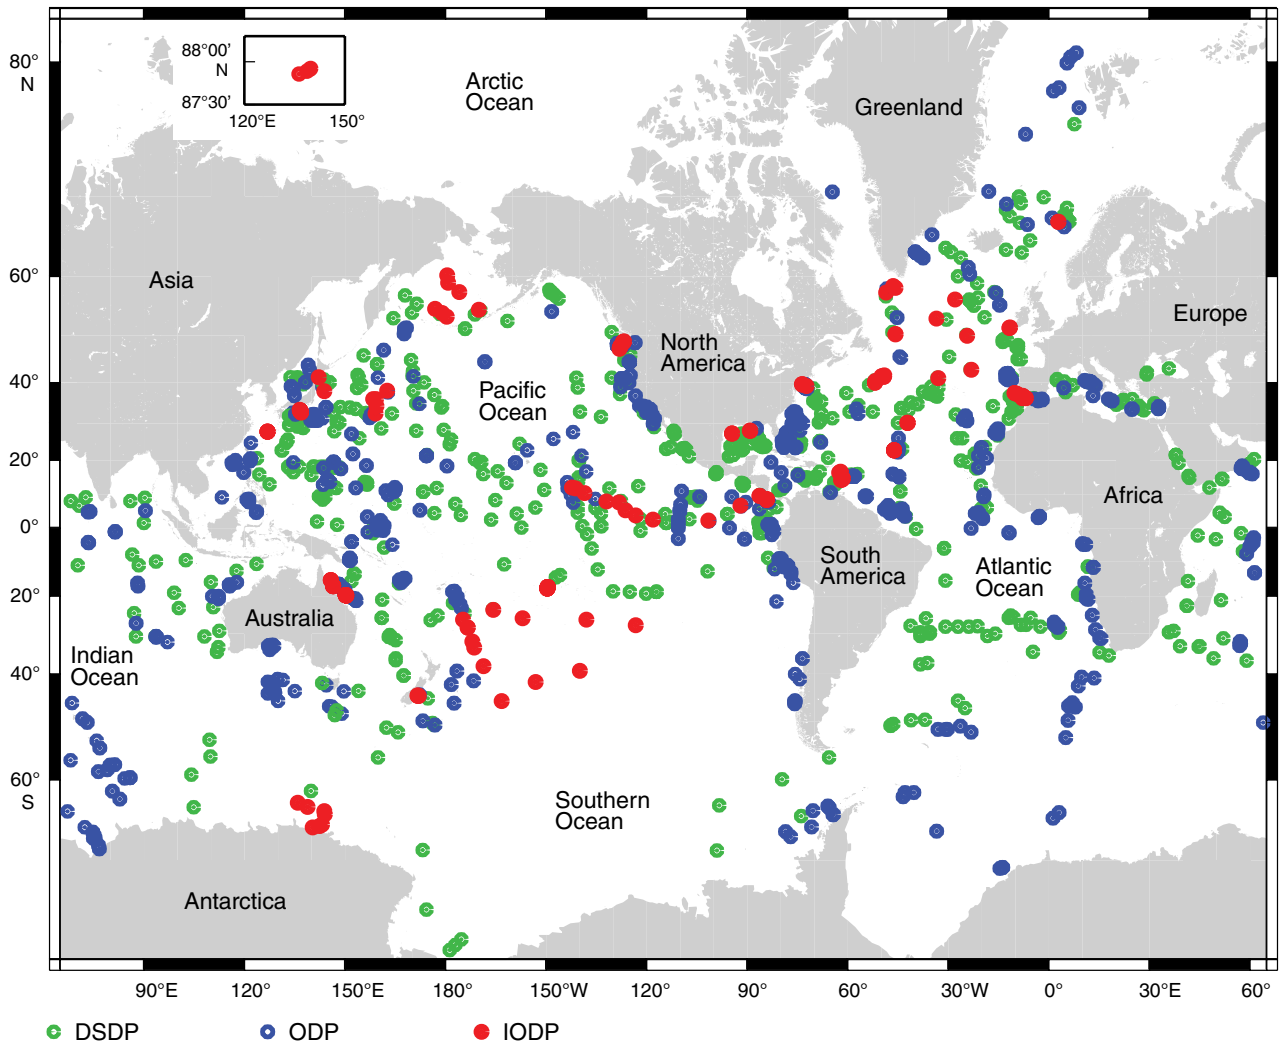 88°00'
N
87°30'
120°E
150°
80°
N
Arctic
Ocean
Greenland
60°
Asia
Europe
North
America
40°
Pacific
Ocean
20°
Africa
0°
South
America
Atlantic
Ocean
20°
Australia
Indian
Ocean
40°
60°
S
Southern
Ocean
Antarctica
90°E
120°
150°E
180°
150°W
120°
90°
60°
30°W
0°
30°E
60°
DSDP
ODP
IODP